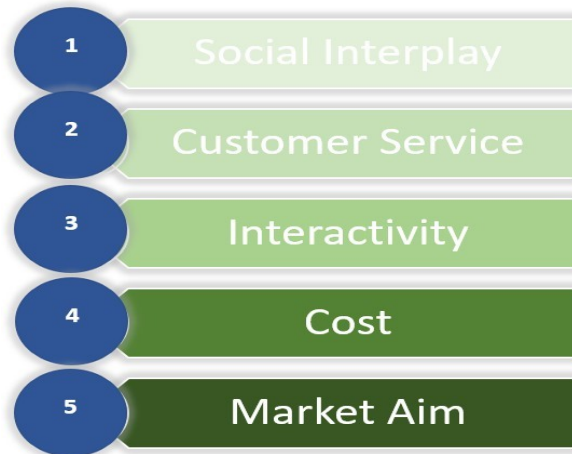 1 Social Interplay
2 Customer Service
3 Interactivity
4 Cost
5 Market Aim